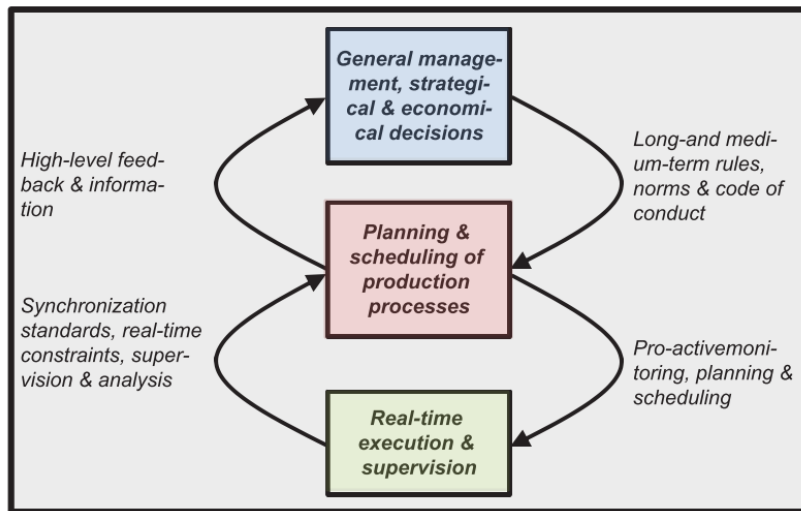 General manage-
ment, strategi-
cal & economi-
cal decisions
High-level feed-
back & informa-
tion
Long-and medi-
um-term rules,
norms & code of
conduct
Planning &
scheduling of
production
processes
Synchronization
standards, real-time
constraints, super-
vision & analysis
Pro-activemoni-
toring, planning &
scheduling
Real-time
execution &
supervision